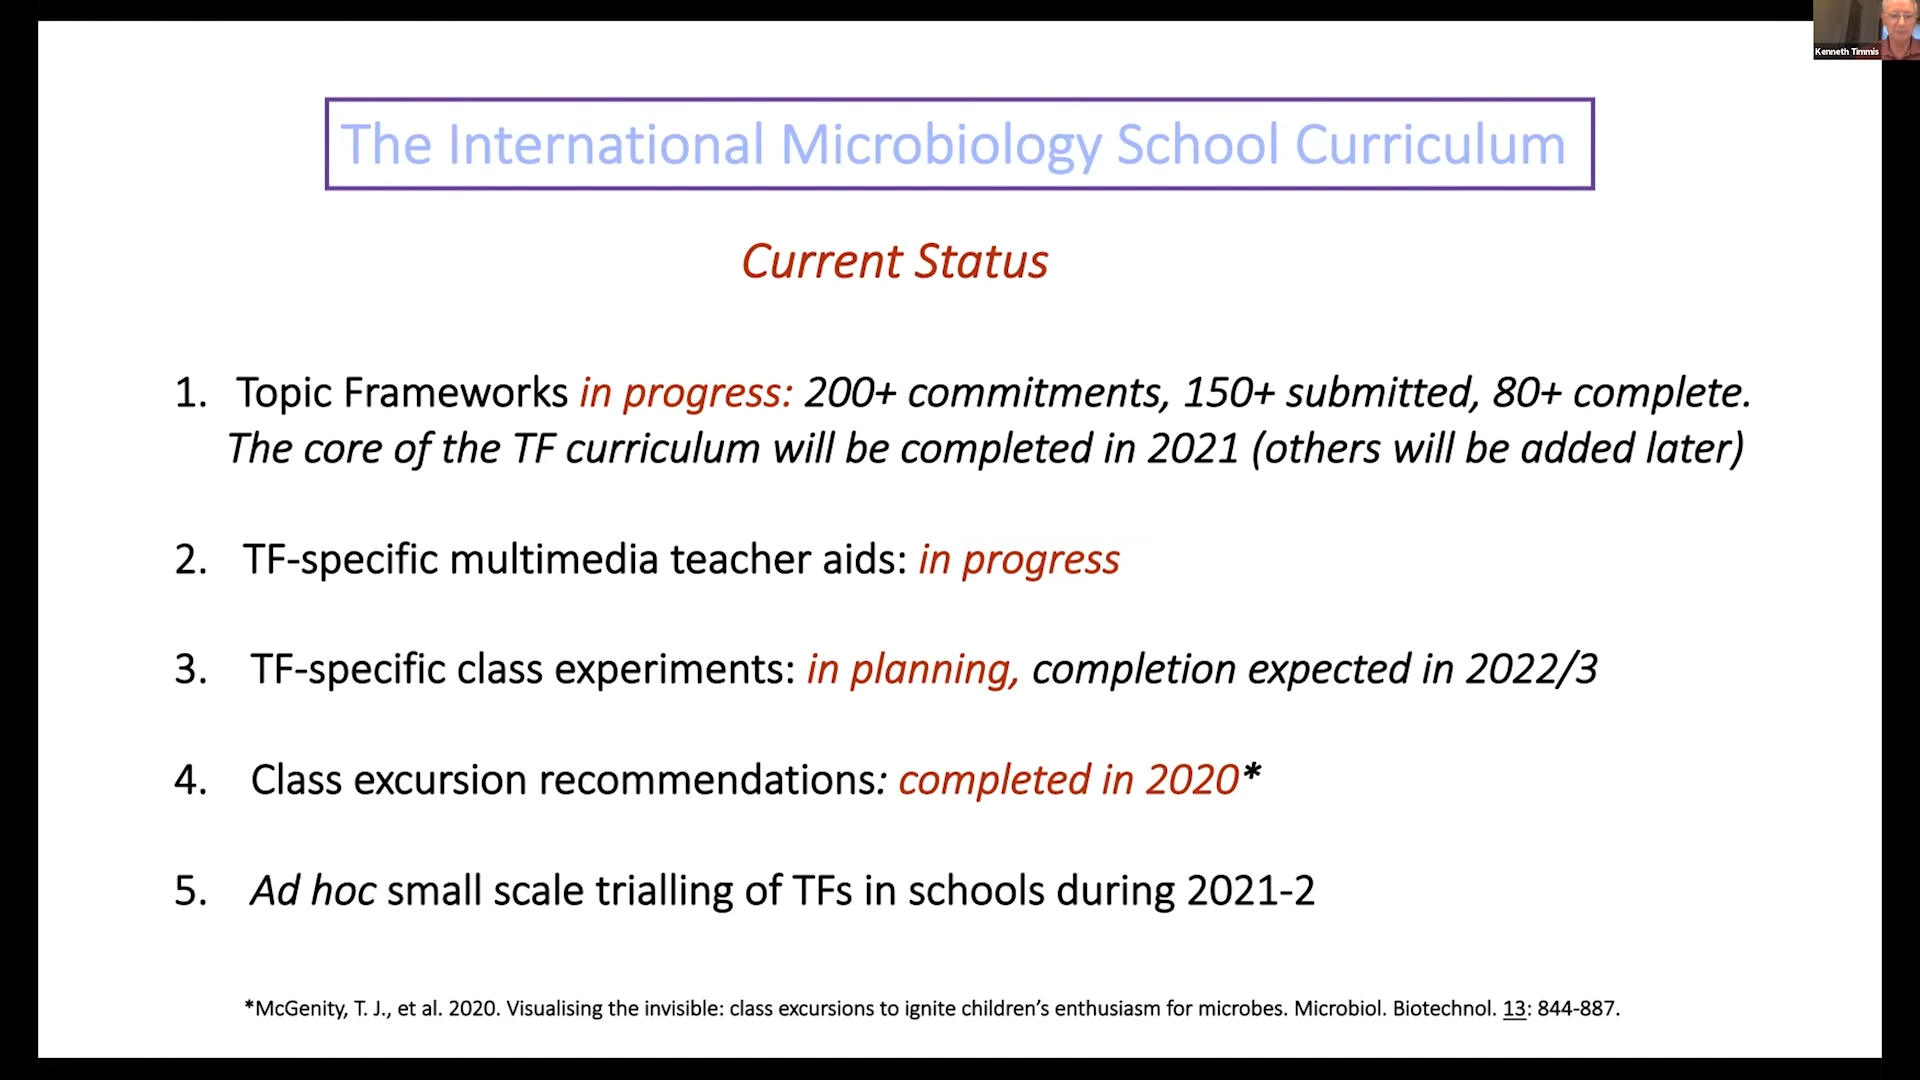 Kenneth Timmis
The International Microbiology School Curriculum
Current Status
1. Topic Frameworks in progress: 200+ commitments, 150+ submitted, 80+ complete.
The core of the TF curriculum will be completed in 2021 (others will be added later)
2. TF-specific multimedia teacher aids: in progress
3. TF-specific class experiments: in planning, completion expected in 2022/3
4. Class excursion recommendations: completed in 2020*
5. Ad hoc small scale trialling of TFs in schools during 2021-2
*McGenity, T. J., et al. 2020. Visualising the invisible: class excursions to ignite children’s enthusiasm for microbes. Microbiol. Biotechnol. 13: 844-887.